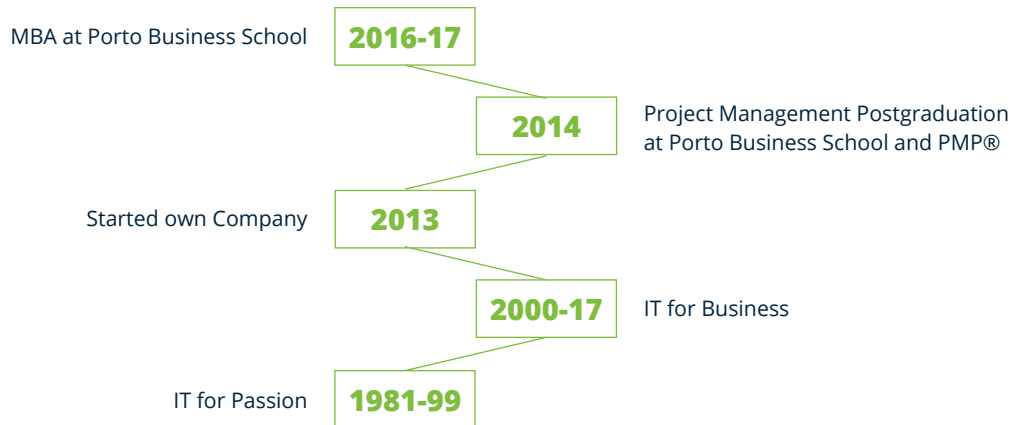 MBA at Porto Business School
2016-17
2014
Project Management Postgraduation
at Porto Business School and PMP®
Started own Company
2013
2000-17
IT for Business
IT for Passion
1981-99